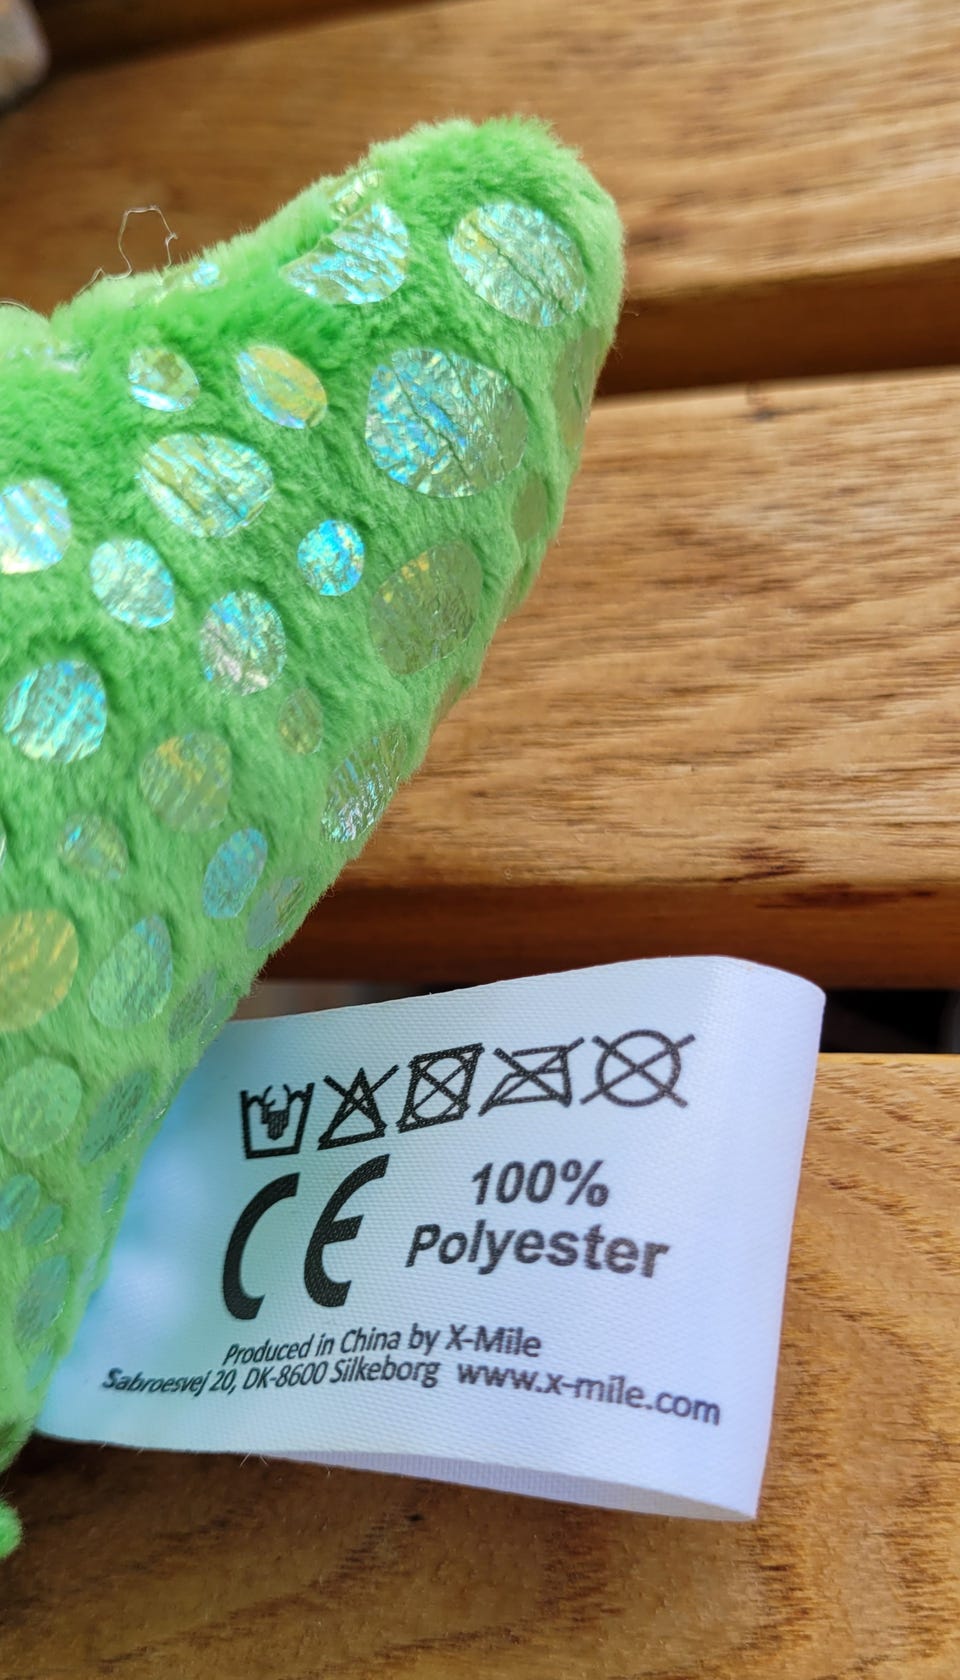 CE
100%
Polyester
Produced in China by X-Mile
Sabroesvej 20, DK-8600 Silkeborg www.x-mile.com